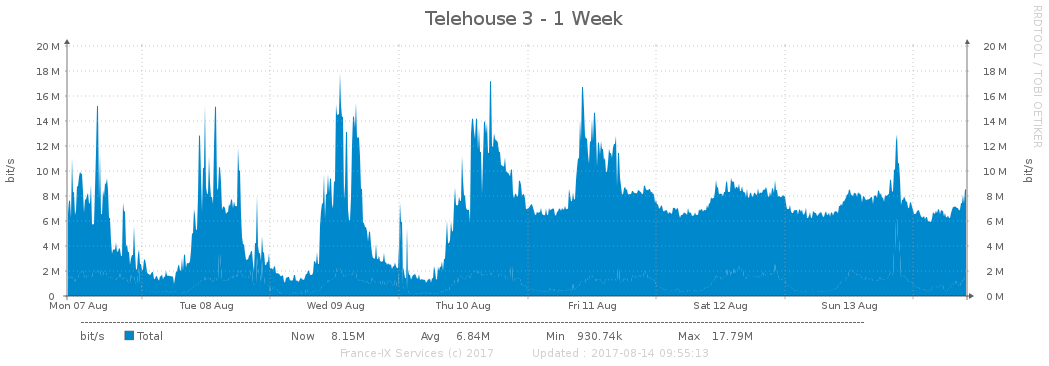 Telehouse 3 - 1 Week
RRDTOOL / TOBI OETIKER
20 M 20 M
18 M 18 M
16 M 16 M
14 M 14 M
12 M 12 M
10 M 10 M
8 M 8 M
6 M 6 M
4 M 4 M
2 M 2 M
0 0 M
bit/s bit/s
Mon 07 Aug Tue 08 Aug Wed 09 Aug Thu 10 Aug Fri 11 Aug Sat 12 Aug Sun 13 Aug
bit/s Total Now 8.15M Avg 6.84M Min 930.74k Max 17.79M
France-IX Services (c) 2017 Updated : 2017-08-14 09:55:13